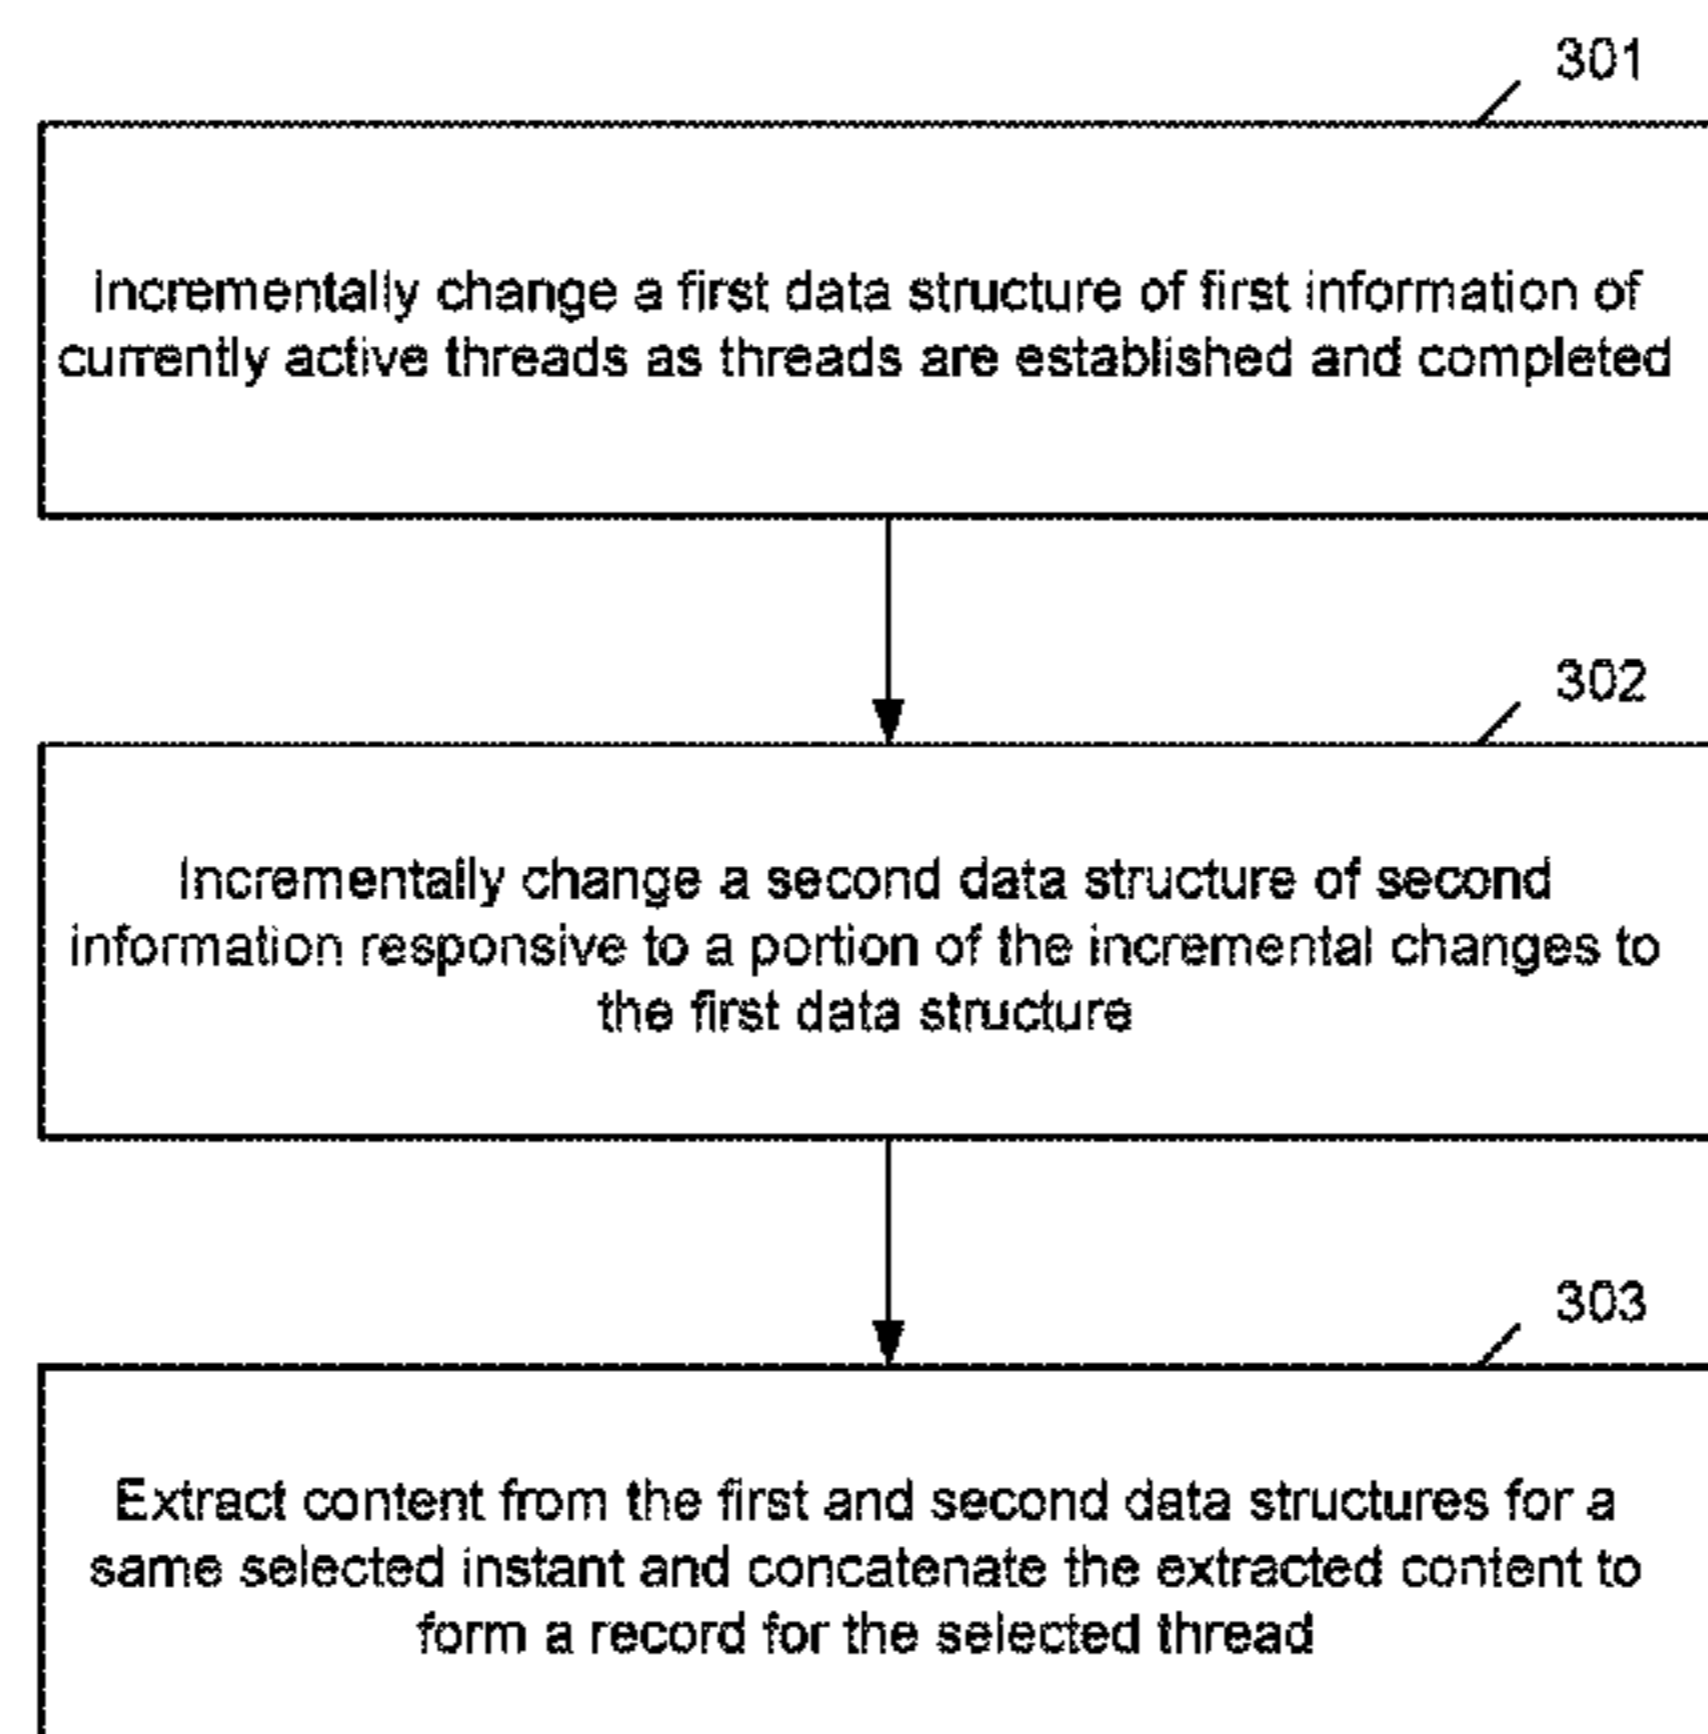 301
Incrementally change a first data structure of first information of
currently active threads as threads are established and completed
302
Incrementally change a second data structure of second
information responsive to a portion of the incremental changes to
the first data structure
303
Extract content from the first and second data structures for a
same selected instant and concatenate the extracted content to
form a record for the selected thread